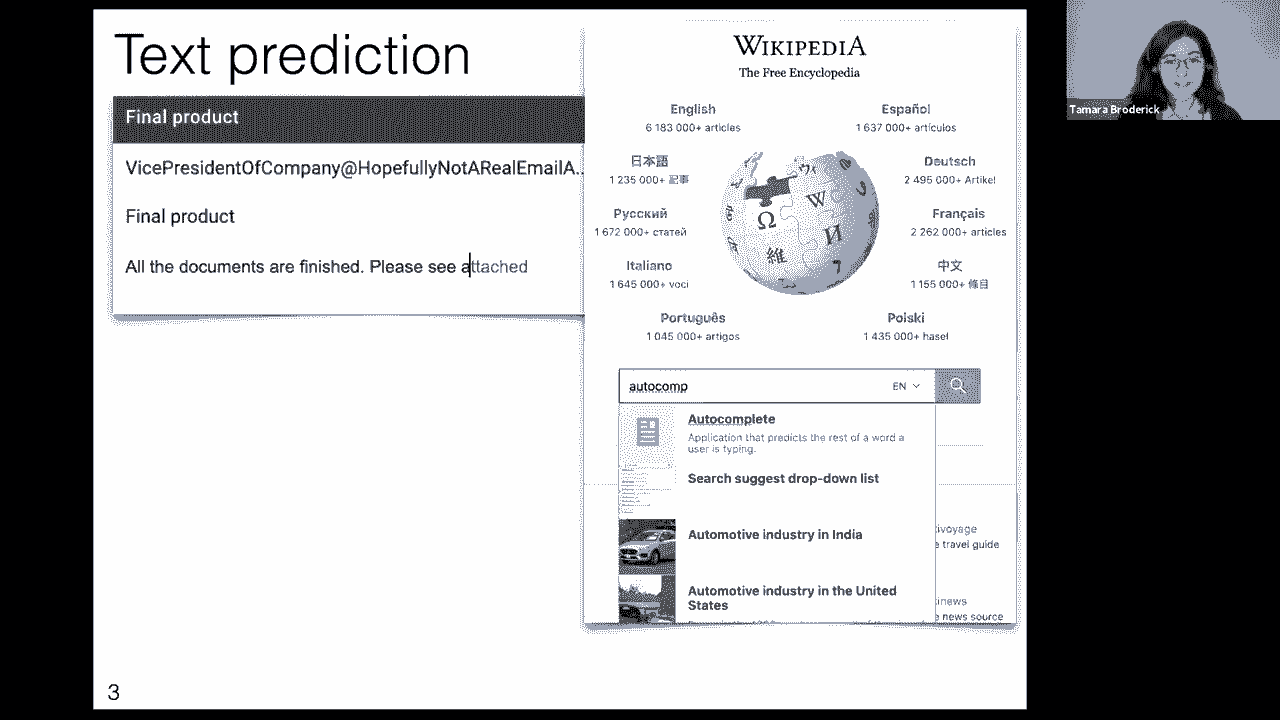 Text prediction
Final product
VicePresidentOfCompany@HopefullyNotARealEmailA...
Final product
All the documents are finished. Please see attached
WIKIPEDIA
The Free Encyclopedia
English
6 183 000+ articles
Español
1 637 000+ artículos
日本語
1 235 000+ 記事
Deutsch
2 495 000+ Artikel
Русский
1 672 000+ статей
Français
2 262 000+ articles
Italiano
1 645 000+ voci
中文
1 155 000+ 條目
Português
1 045 000+ artigos
Polski
1 435 000+ haseł
autocomp
EN
Autocomplete
Application that predicts the rest of a word a
user is typing.
Search suggest drop-down list
Automotive industry in India
Automotive industry in the United
States
ivoyage
e travel guide
inews
e news source
3
Tamara Broderick